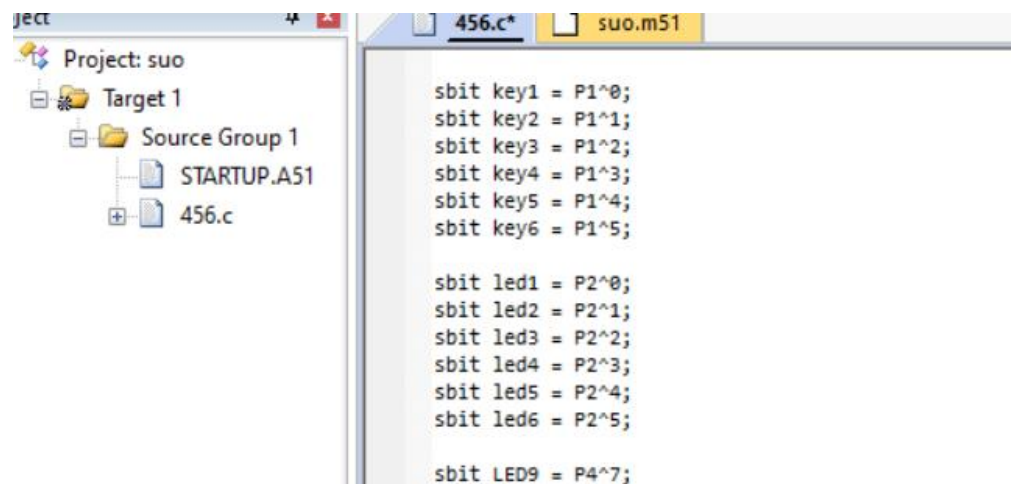 ject
Project: suo
Target 1
Source Group 1
STARTUP.A51
456.c
456.c*
suo.m51
sbit key1 = P1^0;
sbit key2 = P1^1;
sbit key3 = P1^2;
sbit key4 = P1^3;
sbit key5 = P1^4;
sbit key6 = P1^5;
sbit led1 = P2^0;
sbit led2 = P2^1;
sbit led3 = P2^2;
sbit led4 = P2^3;
sbit led5 = P2^4;
sbit led6 = P2^5;
sbit LED9 = P4^7;